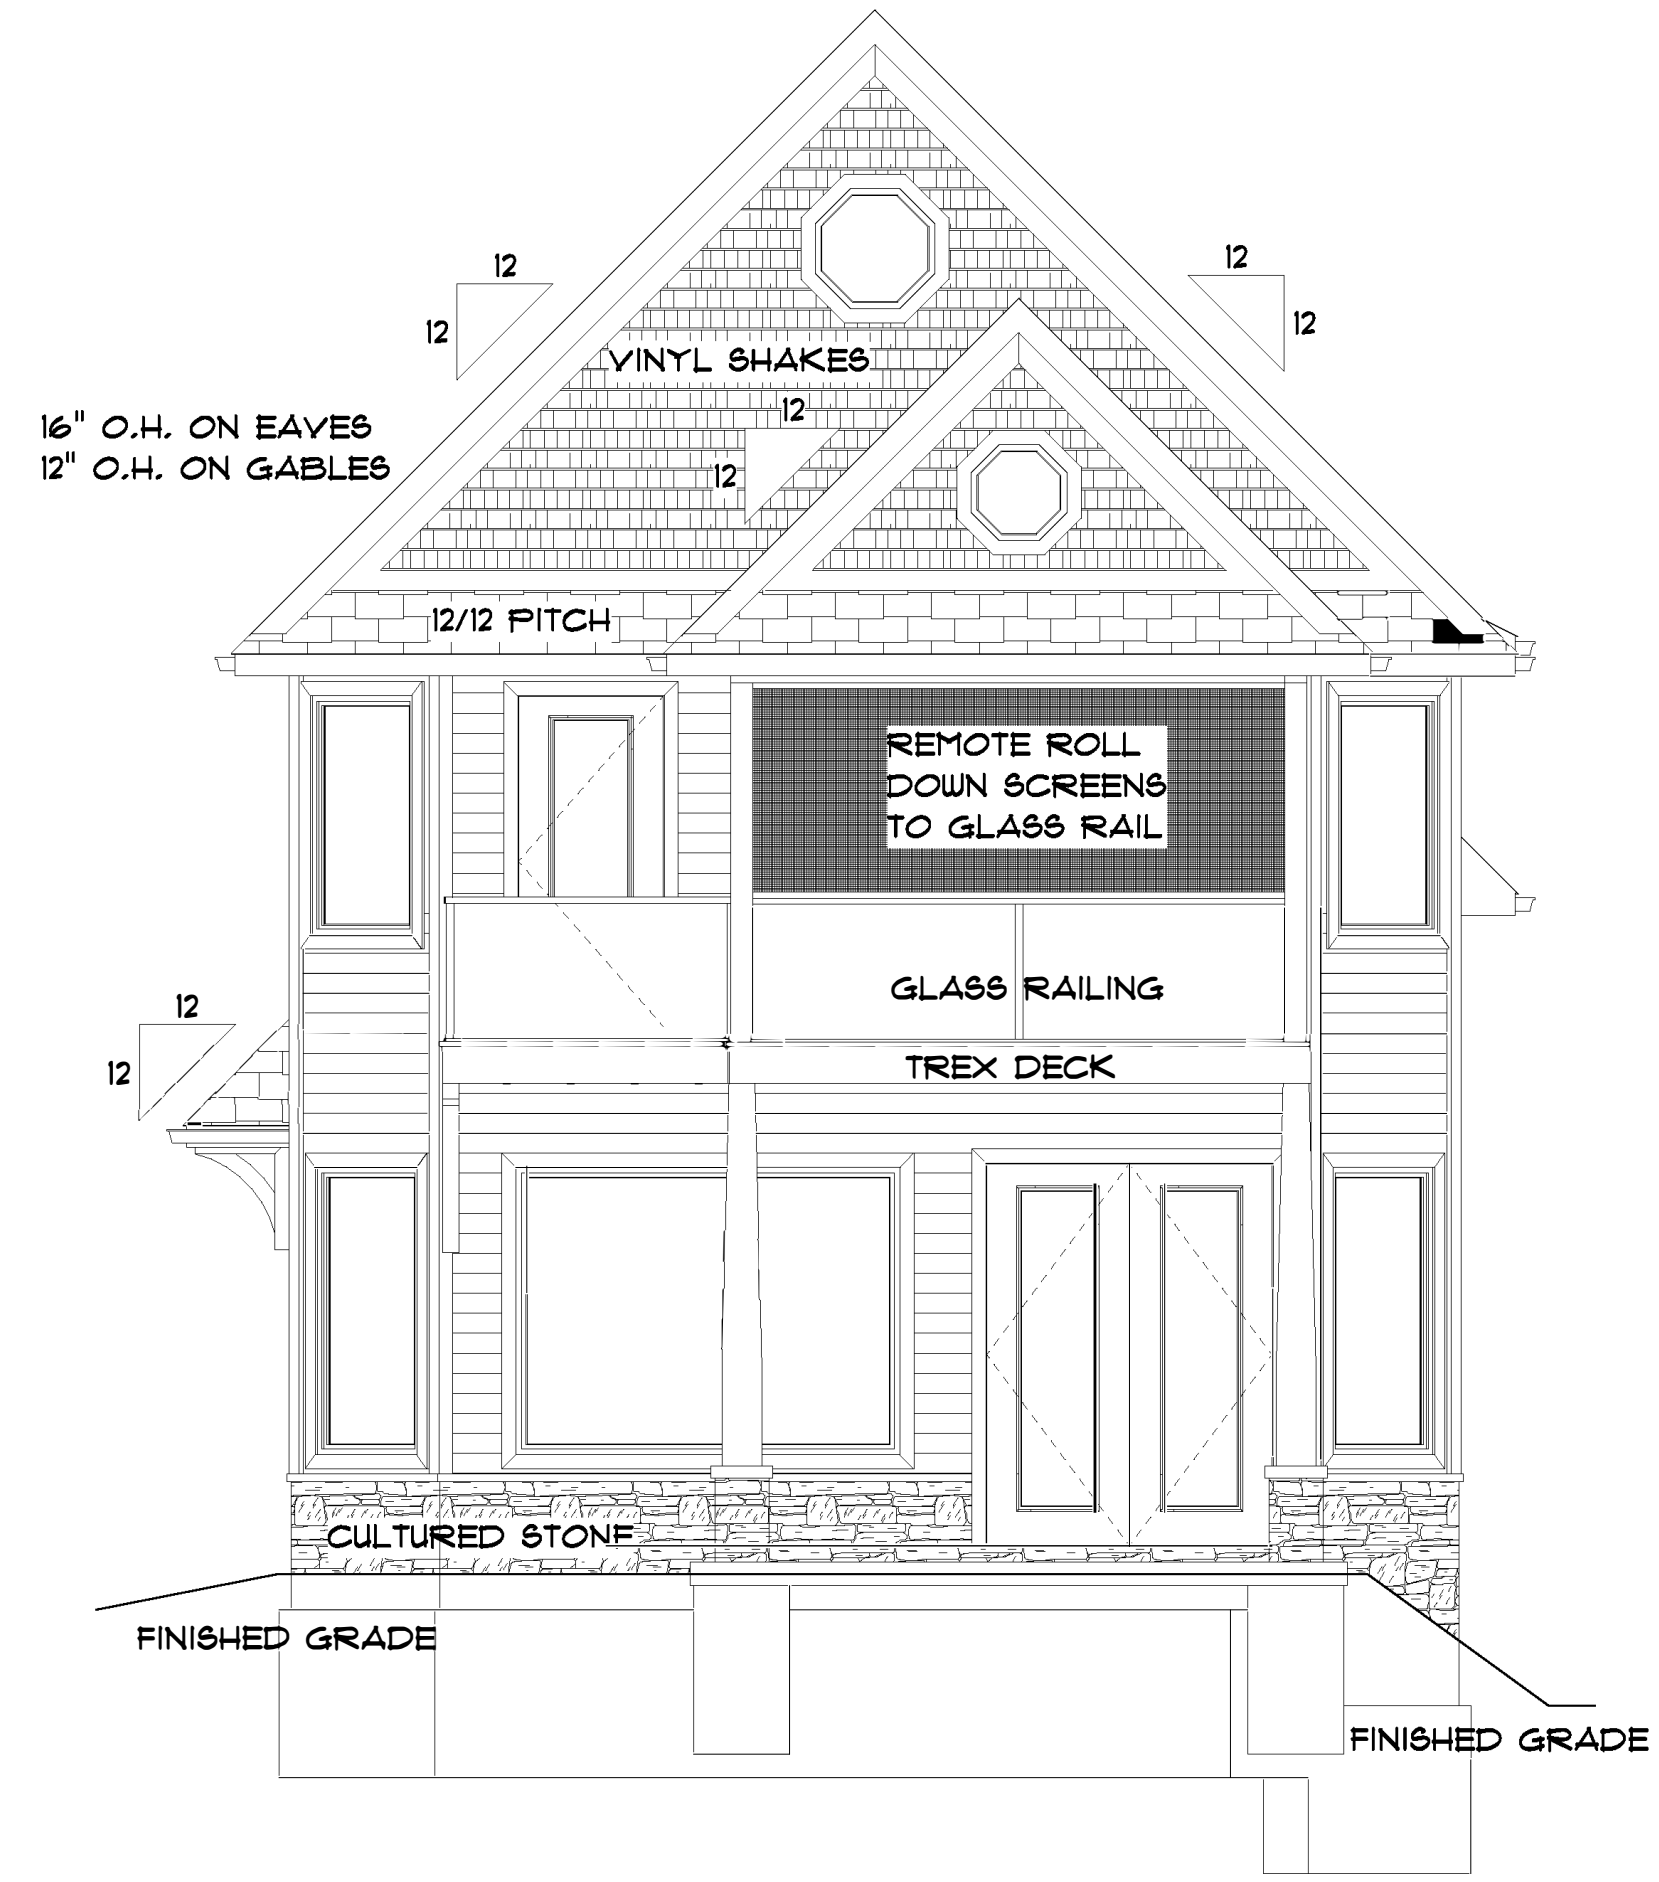 12
12
12
12
VINYL SHAKES
12
12
16" O.H. ON EAVES
12" O.H. ON GABLES
12/12 PITCH
REMOTE ROLL
DOWN SCREENS
TO GLASS RAIL
GLASS RAILING
12
12
TREX DECK
CULTURED STONE
FINISHED GRADE
FINISHED GRADE